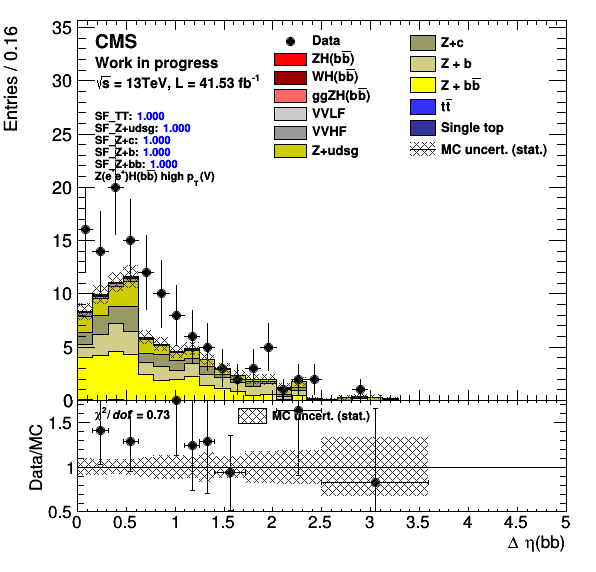 Entries / 0.16
35
30
25
20
15
10
5
0
CMS
Work in progress
√s = 13TeV, L = 41.53 fb⁻¹
SF_TT: 1.000
SF_Z+udsg: 1.000
SF_Z+c: 1.000
SF_Z+b: 1.000
SF_Z+bb: 1.000
Z(e⁻e⁺)H(bb̅) high p_T(V)
Data
ZH(bb̅)
WH(bb̅)
ggZH(bb̅)
VVLF
VVHF
Z+udsg
Z+c
Z + b
Z + bb̅
tt̅
Single top
MC uncert. (stat.)
Data/MC
1.5
1
0.5
χ²/dof = 0.73
MC uncert. (stat.)
0 0.5 1 1.5 2 2.5 3 3.5 4 4.5 5
Δ η(bb)